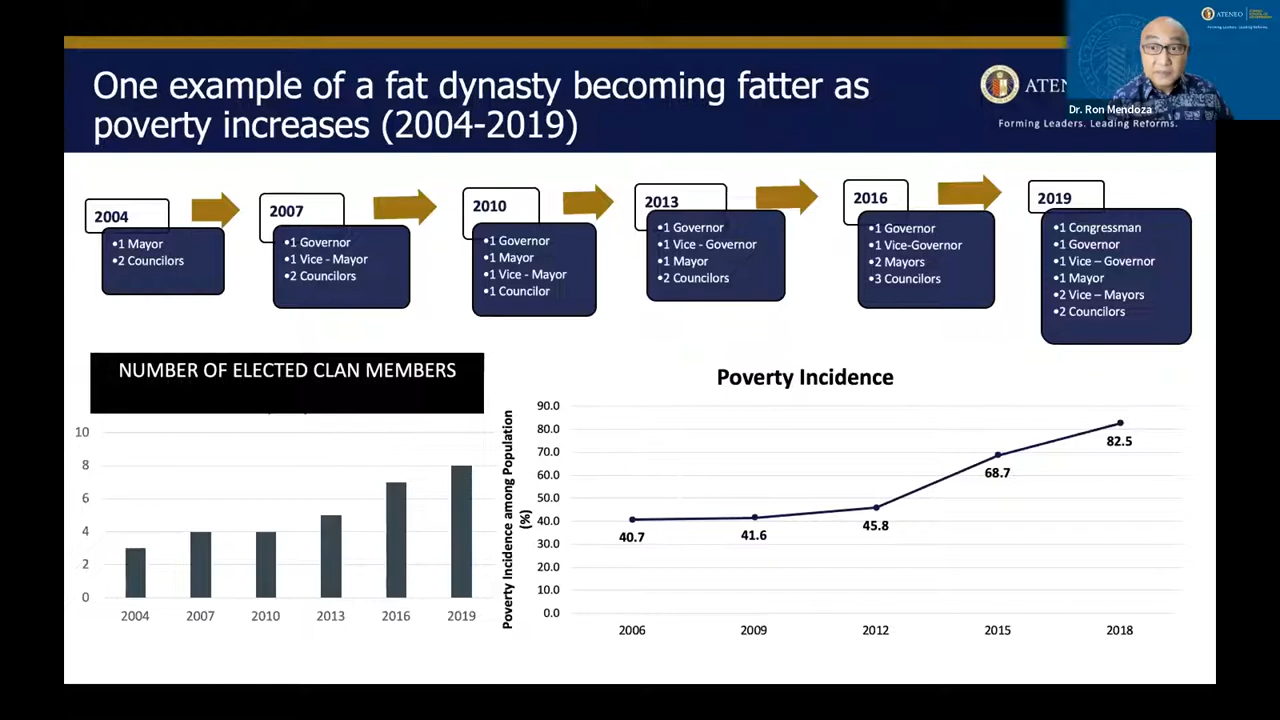 One example of a fat dynasty becoming fatter as
poverty increases (2004-2019)
ATENEO
Forming Leaders. Leading Reforms.
Dr. Ron Mendoza
ATEN
Forming Leaders. Leading Reforms.
2004
•1 Mayor
•2 Councilors
2007
•1 Governor
•1 Vice - Mayor
•2 Councilors
2010
•1 Governor
•1 Mayor
•1 Vice - Mayor
•1 Councilor
2013
•1 Governor
•1 Vice - Governor
•1 Mayor
•2 Councilors
2016
•1 Governor
•1 Vice-Governor
•2 Mayors
•3 Councilors
2019
•1 Congressman
•1 Governor
•1 Vice – Governor
•1 Mayor
•2 Vice – Mayors
•2 Councilors
NUMBER OF ELECTED CLAN MEMBERS
10
8
6
4
2
0
2004 2007 2010 2013 2016 2019
Poverty Incidence
Poverty Incidence among Population
(%)
90.0
80.0
70.0
60.0
50.0
40.0
30.0
20.0
10.0
0.0
40.7
41.6
45.8
68.7
82.5
2006 2009 2012 2015 2018